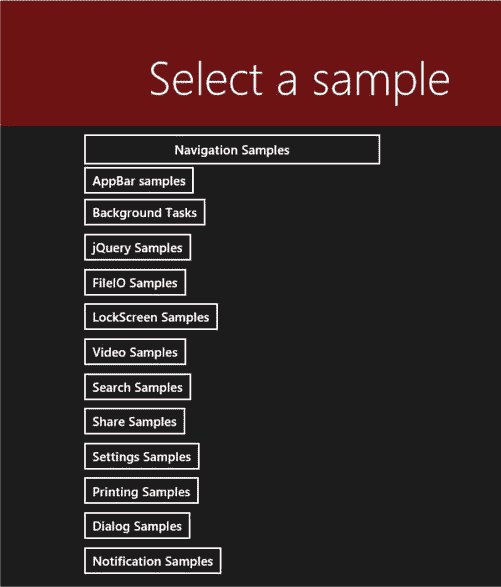 Select a sample
Navigation Samples
AppBar samples
Background Tasks
jQuery Samples
FileIO Samples
LockScreen Samples
Video Samples
Search Samples
Share Samples
Settings Samples
Printing Samples
Dialog Samples
Notification Samples